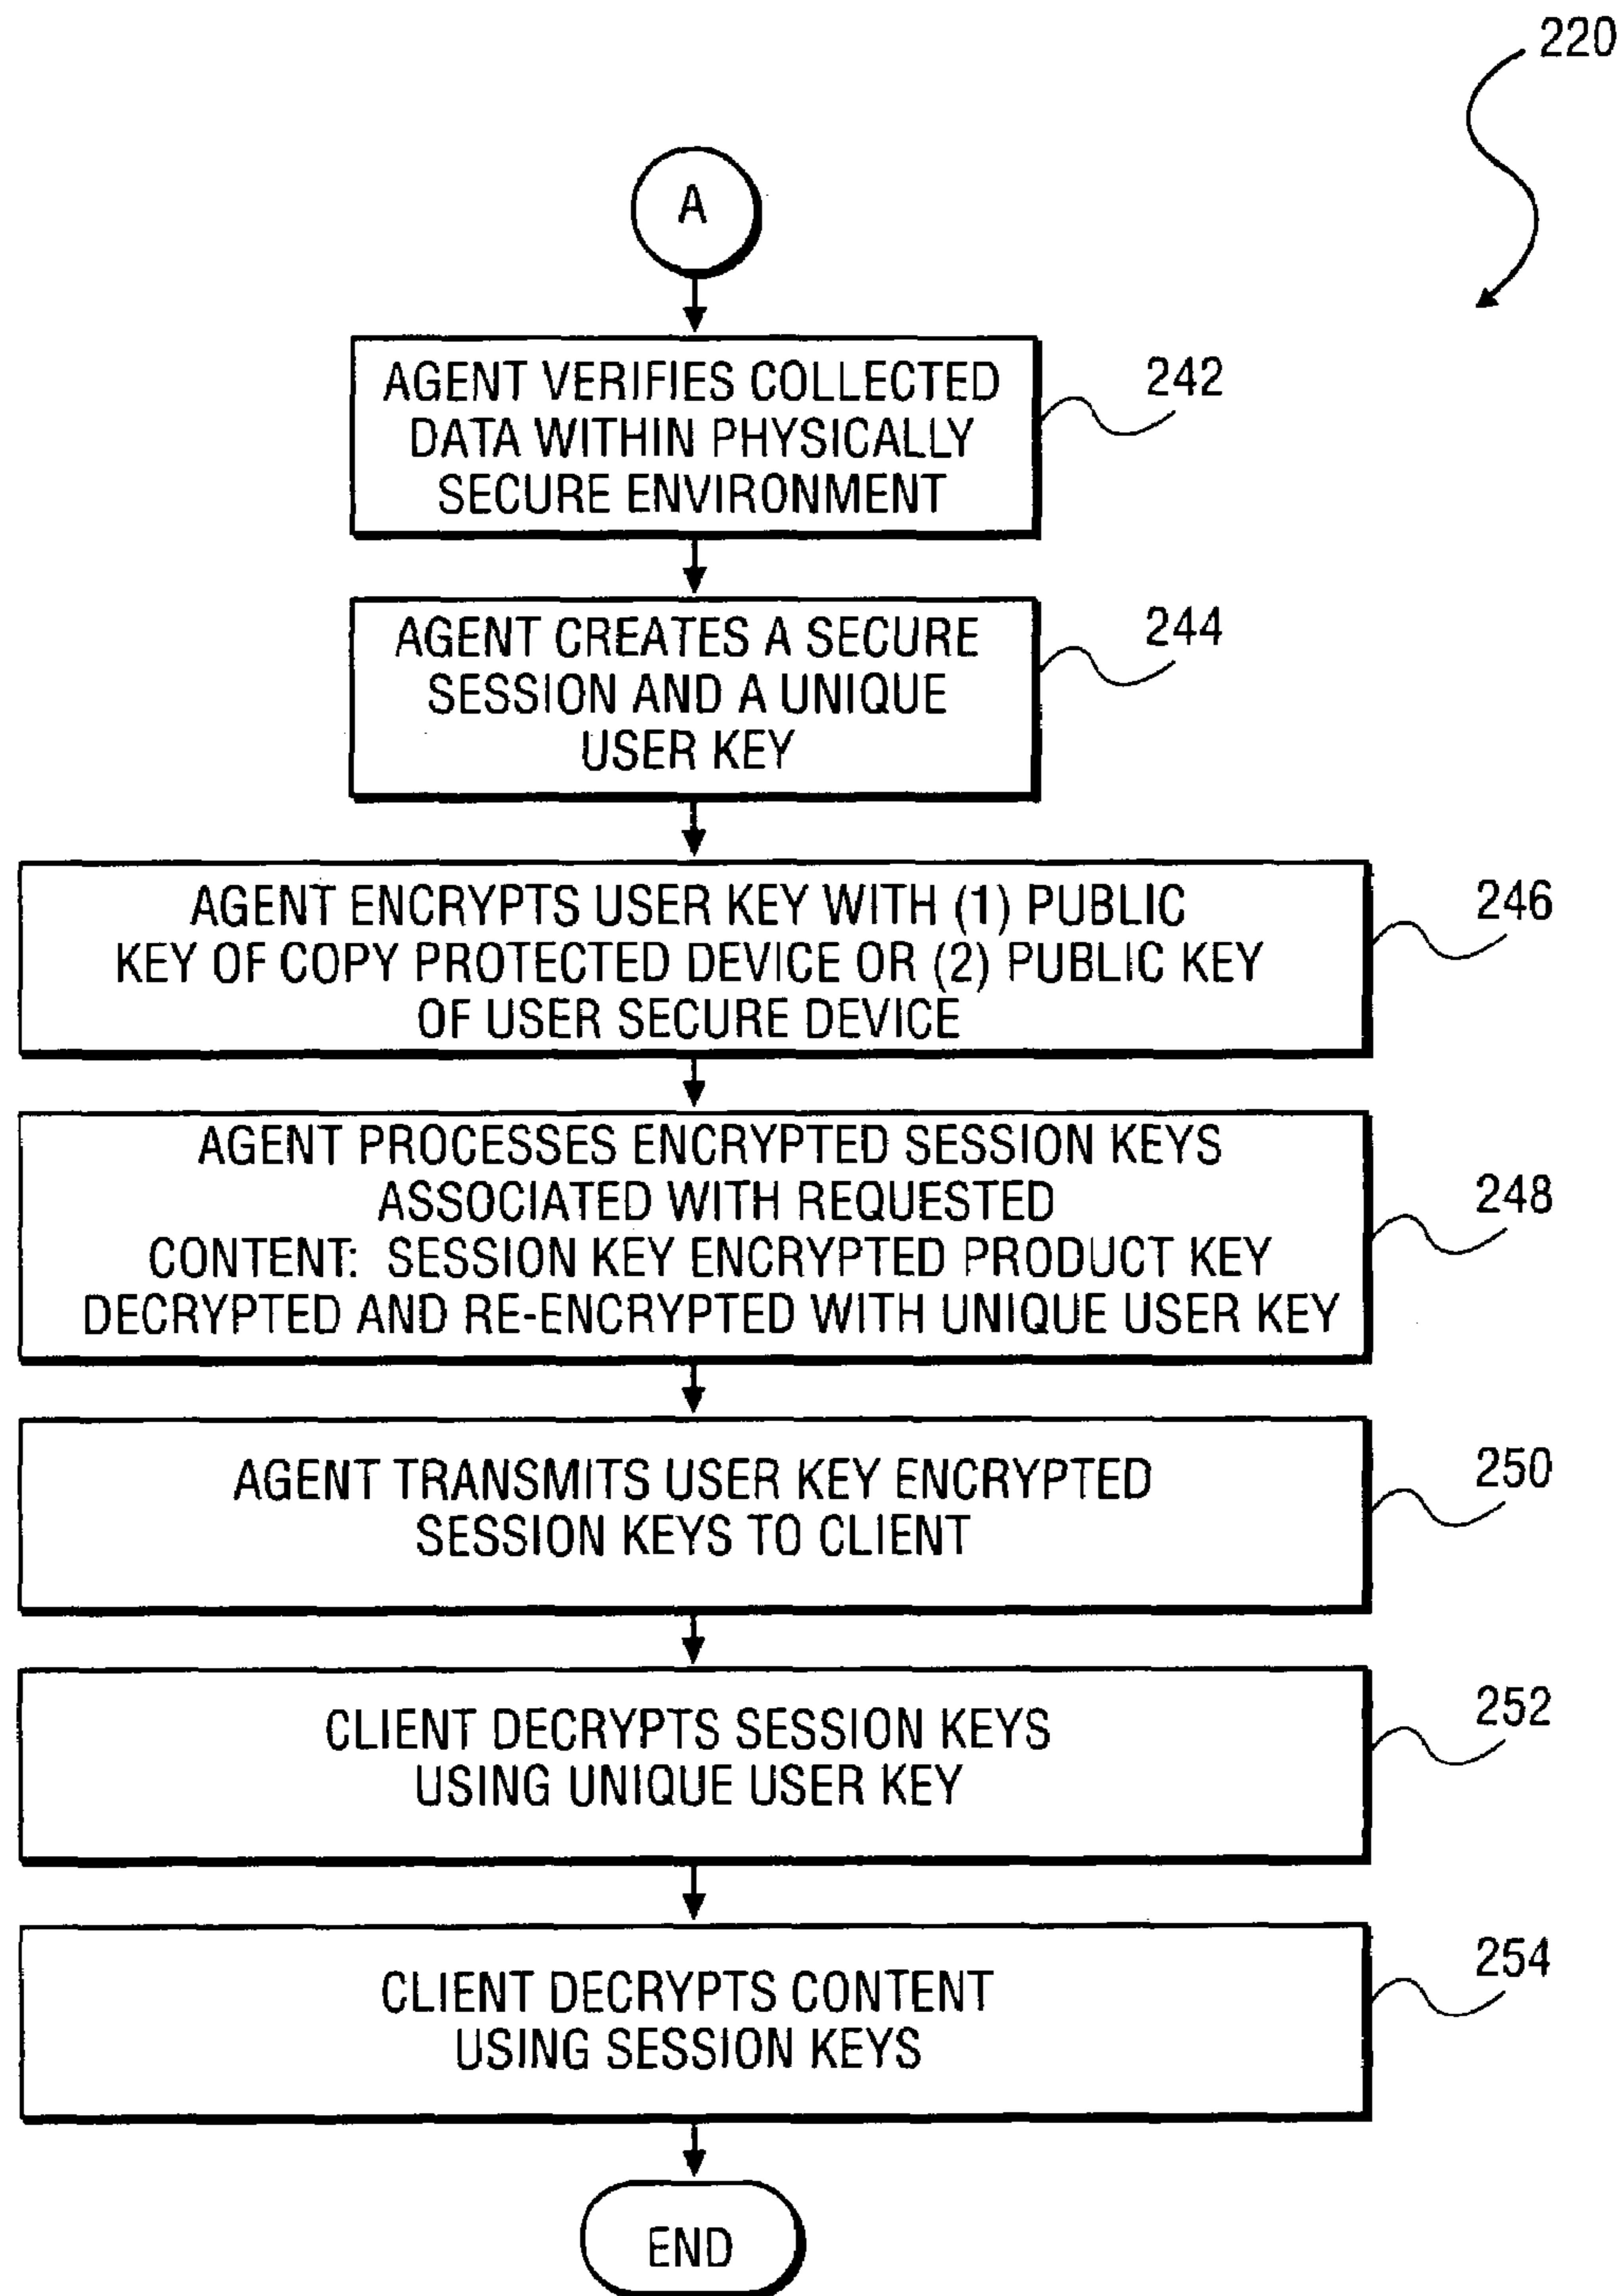 220
A
AGENT VERIFIES COLLECTED
DATA WITHIN PHYSICALLY
SECURE ENVIRONMENT
242
AGENT CREATES A SECURE
SESSION AND A UNIQUE
USER KEY
244
AGENT ENCRYPTS USER KEY WITH (1) PUBLIC
KEY OF COPY PROTECTED DEVICE OR (2) PUBLIC KEY
OF USER SECURE DEVICE
246
AGENT PROCESSES ENCRYPTED SESSION KEYS
ASSOCIATED WITH REQUESTED
CONTENT: SESSION KEY ENCRYPTED PRODUCT KEY
DECRYPTED AND RE-ENCRYPTED WITH UNIQUE USER KEY
248
AGENT TRANSMITS USER KEY ENCRYPTED
SESSION KEYS TO CLIENT
250
CLIENT DECRYPTS SESSION KEYS
USING UNIQUE USER KEY
252
CLIENT DECRYPTS CONTENT
USING SESSION KEYS
254
END